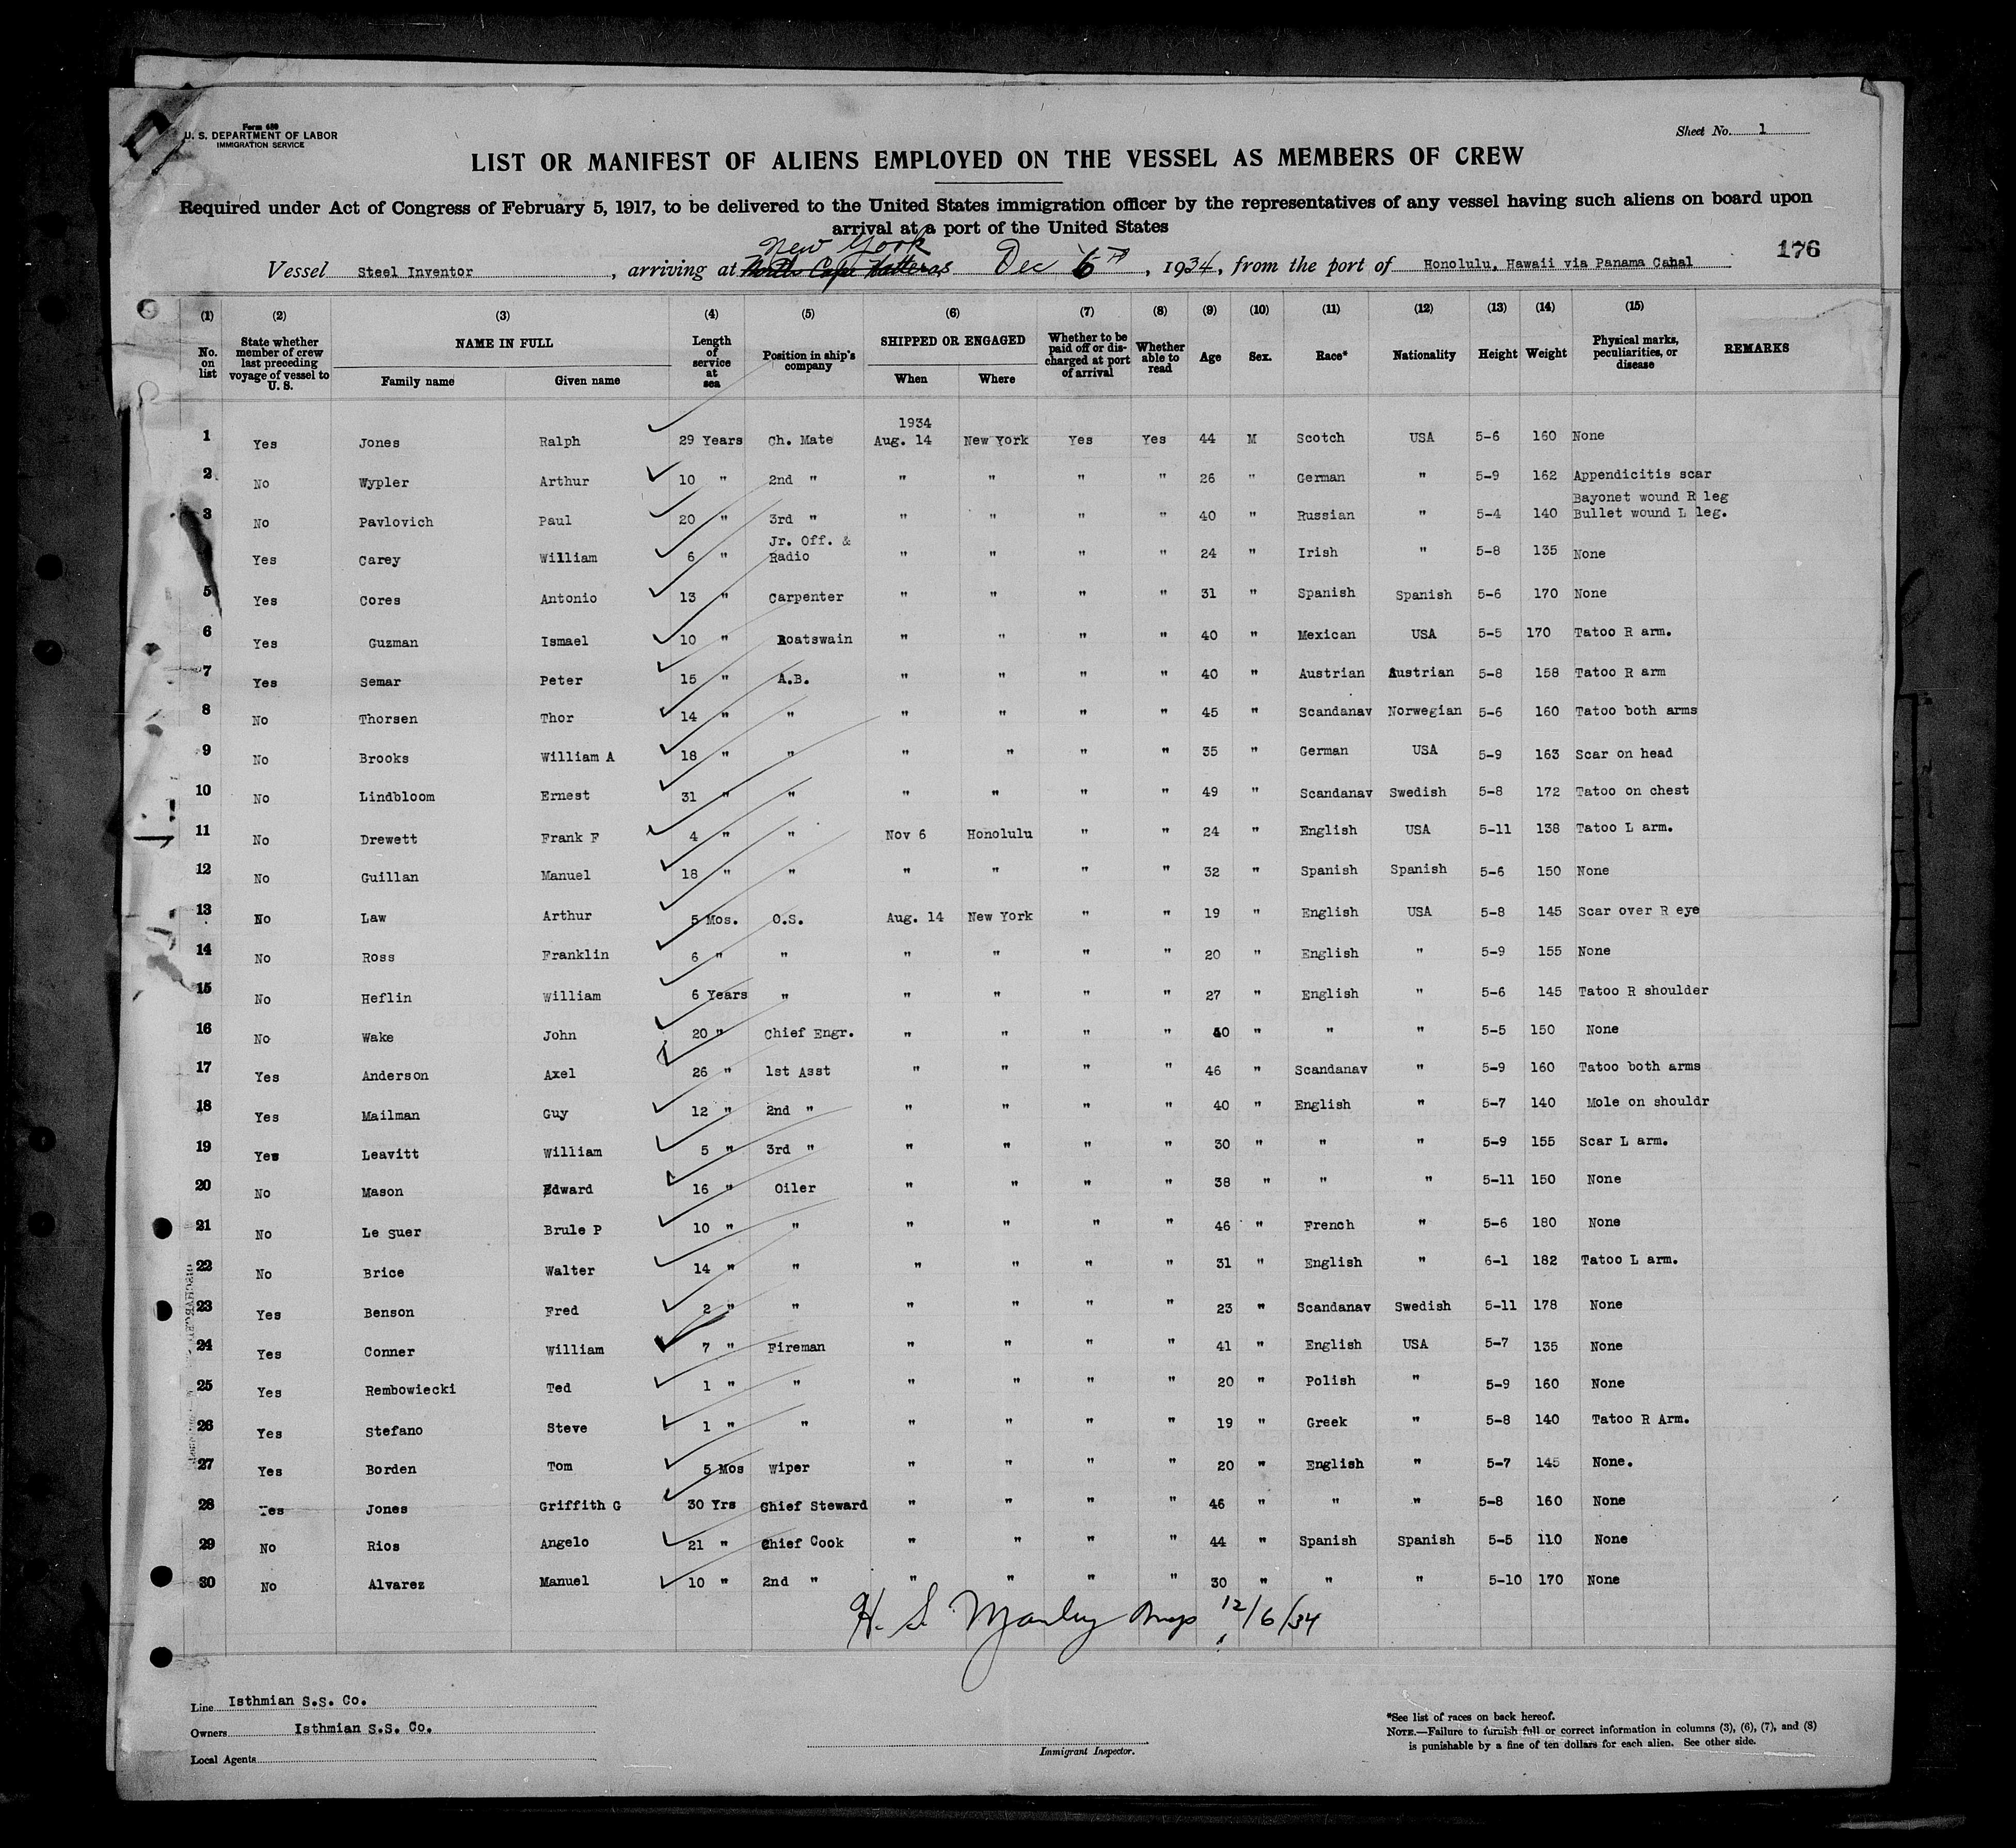 Form 689
U. S. DEPARTMENT OF LABOR
IMMIGRATION SERVICE
Sheet No. 1
LIST OR MANIFEST OF ALIENS EMPLOYED ON THE VESSEL AS MEMBERS OF CREW
Required under Act of Congress of February 5, 1917, to be delivered to the United States immigration officer by the representatives of any vessel having such aliens on board upon
arrival at a port of the United States
New York
Vessel Steel Inventor, arriving at North Cape Hatteras Dec 6th, 1934, from the port of Honolulu, Hawaii via Panama Canal
176
(1) (2) (3) (4) (5) (6) (7) (8) (9) (10) (11) (12) (13) (14) (15)
No. on list State whether member of crew last preceding voyage of vessel to U. S. NAME IN FULL Family name Given name Length of service at sea Position in ship's company SHIPPED OR ENGAGED When Where Whether to be paid off or discharged at port of arrival Whether able to read Age Sex. Race* Nationality Height Weight Physical marks, peculiarities, or disease REMARKS
1934
1 Yes Jones Ralph 29 Years Ch. Mate Aug. 14 New York Yes Yes 44 M Scotch USA 5-6 160 None
2 No Wypler Arthur 10 " 2nd " " " " " 26 " German " 5-9 162 Appendicitis scar
Bayonet wound R leg
3 No Pavlovich Paul 20 " 3rd " " " " " 40 " Russian " 5-4 140 Bullet wound L leg.
Jr. Off. &
Yes Carey William 6 " Radio " " " " 24 " Irish " 5-8 135 None
5 Yes Cores Antonio 13 " Carpenter " " " " 31 " Spanish Spanish 5-6 170 None
6 Yes Guzman Ismael 10 " Boatswain " " " " 40 " Mexican USA 5-5 170 Tatoo R arm.
7 Yes Semar Peter 15 " A.B. " " " " 40 " Austrian Austrian 5-8 158 Tatoo R arm
8 No Thorsen Thor 14 " " " " " " 45 " Scandanav Norwegian 5-6 160 Tatoo both arms
9 No Brooks William A 18 " " " " " " 35 " German USA 5-9 163 Scar on head
10 No Lindbloom Ernest 31 " " " " " " 49 " Scandanav Swedish 5-8 172 Tatoo on chest
11 No Drewett Frank F 4 " " Nov 6 Honolulu " " 24 " English USA 5-11 138 Tatoo L arm.
12 No Guillan Manuel 18 " " " " " " 32 " Spanish Spanish 5-6 150 None
13 No Law Arthur 5 Mos. O.S. Aug. 14 New York " " 19 " English USA 5-8 145 Scar over R eye
14 No Ross Franklin 6 " " " " " " 20 " English " 5-9 155 None
15 No Heflin William 6 Years " " " " " 27 " English " 5-6 145 Tatoo R shoulder
16 No Wake John 20 " Chief Engr. " " " " 40 " " " 5-5 150 None
17 Yes Anderson Axel 26 " 1st Asst " " " " 46 " Scandanav " 5-9 160 Tatoo both arms
18 Yes Mailman Guy 12 " 2nd " " " " " 40 " English " 5-7 140 Mole on shouldr
19 Yes Leavitt William 5 " 3rd " " " " " 30 " " " 5-9 155 Scar L arm.
20 No Mason Edward 16 " Oiler " " " " 38 " " " 5-11 150 None
21 No Le Suer Brule P 10 " " " " " " 46 " French " 5-6 180 None
22 No Brice Walter 14 " " " " " " 31 " English " 6-1 182 Tatoo L arm.
23 Yes Benson Fred 2 " " " " " " 23 " Scandanav Swedish 5-11 178 None
24 Yes Conner William 7 " Fireman " " " " 41 " English USA 5-7 135 None
25 Yes Rembowiecki Ted 1 " " " " " " 20 " Polish " 5-9 160 None
26 Yes Stefano Steve 1 " " " " " " 19 " Greek " 5-8 140 Tatoo R Arm.
27 Yes Borden Tom 5 Mos Wiper " " " " 20 " English " 5-7 145 None.
28 Yes Jones Griffith G 30 Yrs Chief Steward " " " " 46 " " " 5-8 160 None
29 No Rios Angelo 21 " Chief Cook " " " " 44 " Spanish Spanish 5-5 110 None
30 No Alvarez Manuel 10 " 2nd " " " " " 30 " " " 5-10 170 None
H. S. Manley Insp 12/6/34
Line Isthmian S.S. Co.
Owners Isthmian S.S. Co.
Local Agents
Immigrant Inspector.
*See list of races on back hereof.
NOTE.—Failure to furnish full or correct information in columns (3), (6), (7), and (8)
is punishable by a fine of ten dollars for each alien. See other side.